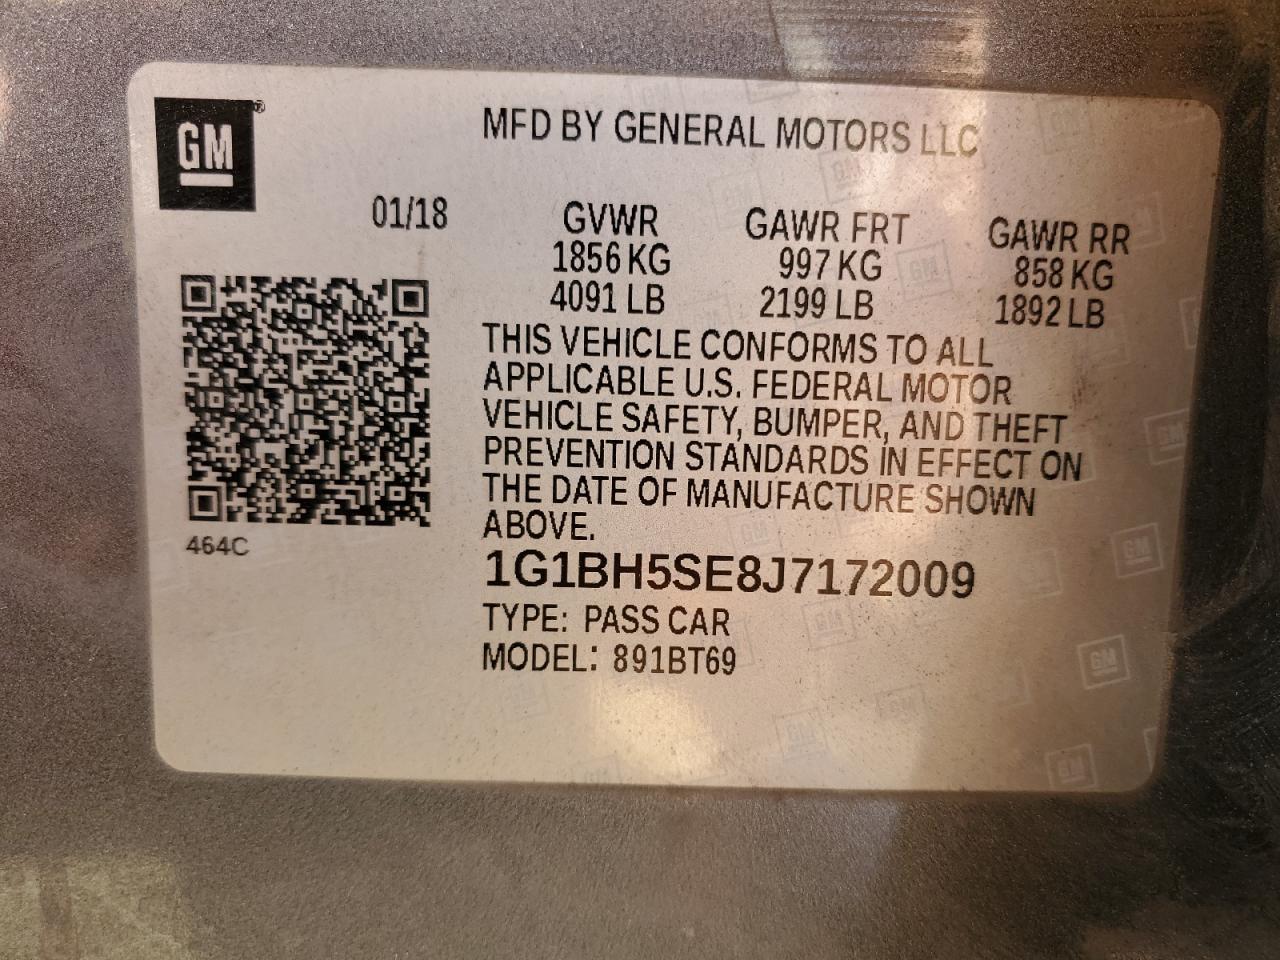 GM®
MFD BY GENERAL MOTORS LLC
01/18
GVWR GAWR FRT GAWR RR
1856 KG 997 KG 858 KG
4091 LB 2199 LB 1892 LB
THIS VEHICLE CONFORMS TO ALL
APPLICABLE U.S. FEDERAL MOTOR
VEHICLE SAFETY, BUMPER, AND THEFT
PREVENTION STANDARDS IN EFFECT ON
THE DATE OF MANUFACTURE SHOWN
ABOVE.
464C
1G1BH5SE8J7172009
TYPE: PASS CAR
MODEL: 891BT69